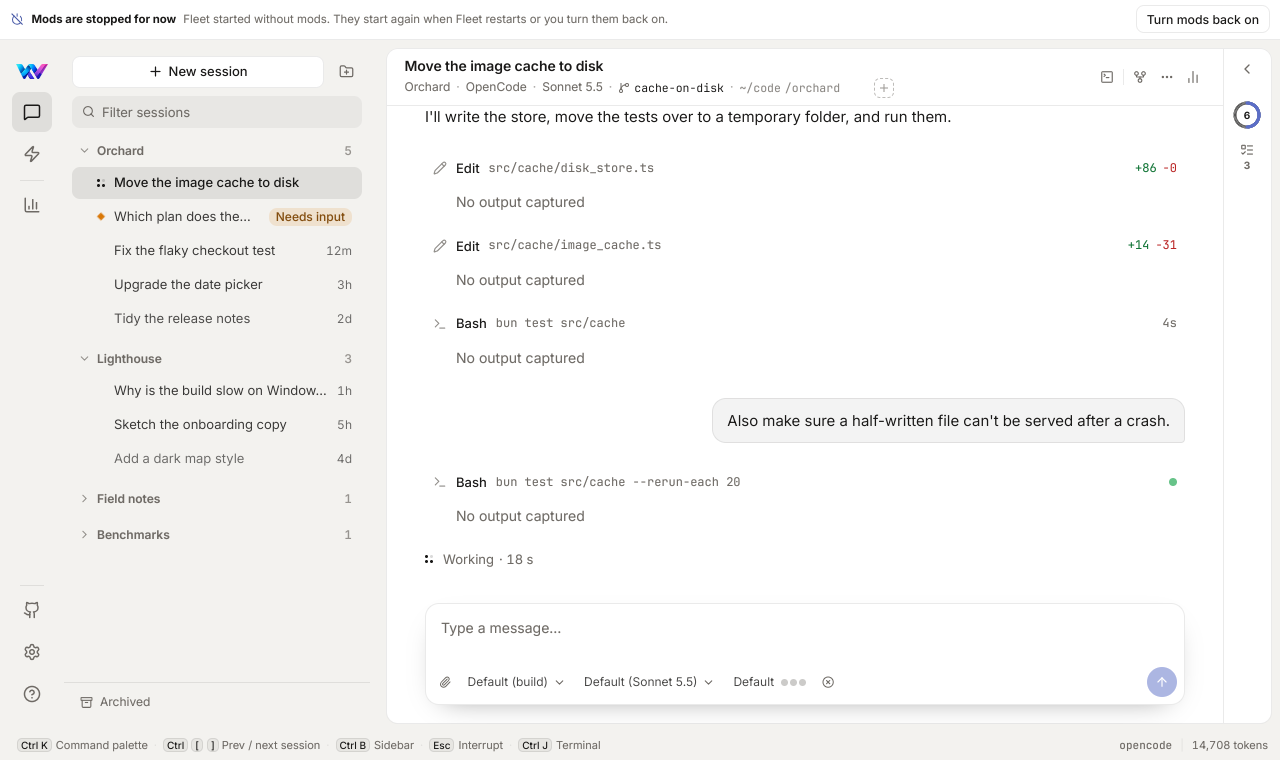 Mods are stopped for now Fleet started without mods. They start again when Fleet restarts or you turn them back on.
Turn mods back on
New session
Filter sessions
Orchard 5
Move the image cache to disk
Which plan does the... Needs input
Fix the flaky checkout test 12m
Upgrade the date picker 3h
Tidy the release notes 2d
Lighthouse 3
Why is the build slow on Window... 1h
Sketch the onboarding copy 5h
Add a dark map style 4d
Field notes 1
Benchmarks 1
Archived
Move the image cache to disk
Orchard · OpenCode · Sonnet 5.5 · cache-on-disk · ~/code/orchard
I'll write the store, move the tests over to a temporary folder, and run them.
Edit src/cache/disk_store.ts +86 -0
No output captured
Edit src/cache/image_cache.ts +14 -31
No output captured
Bash bun test src/cache 4s
No output captured
Also make sure a half-written file can't be served after a crash.
Bash bun test src/cache --rerun-each 20
No output captured
Working · 18 s
Type a message...
Default (build) Default (Sonnet 5.5) Default
6
3
Ctrl K Command palette Ctrl [ ] Prev / next session Ctrl B Sidebar Esc Interrupt Ctrl J Terminal
opencode 14,708 tokens